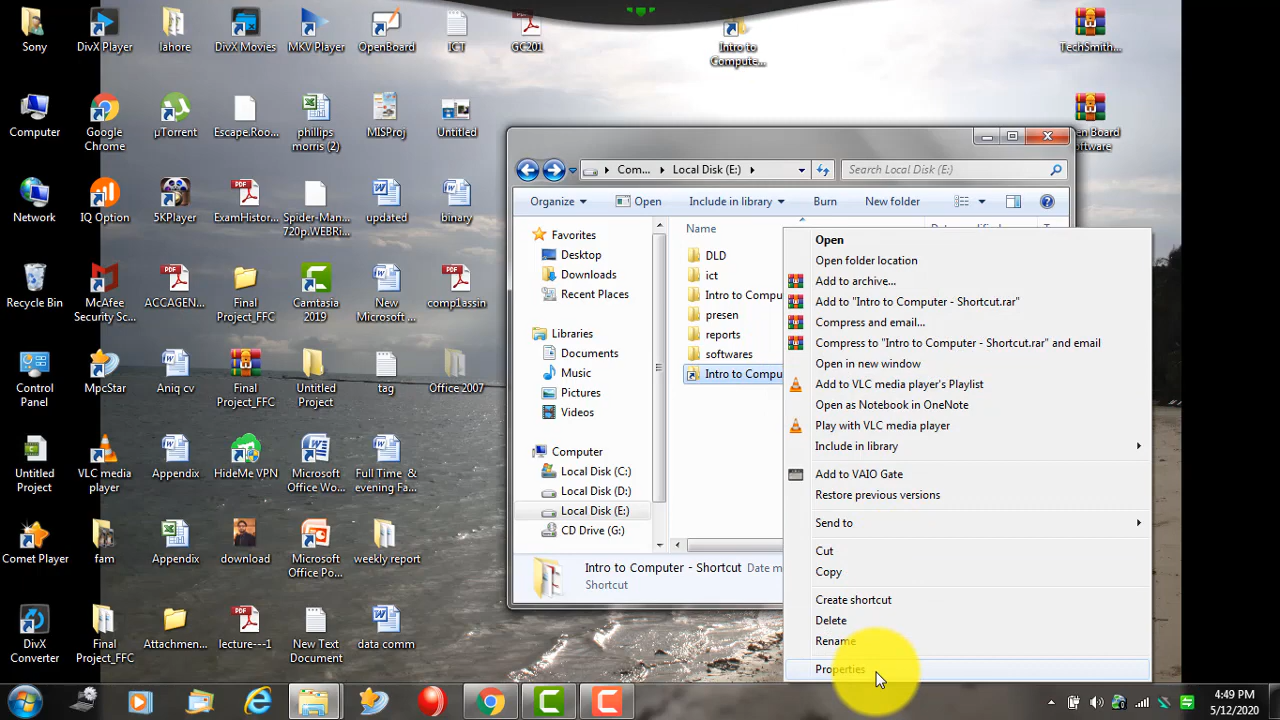 Sony
DivX Player
lahore
DivX Movies
MKV Player
OpenBoard
ICT
GC201
Intro to
Compute...
TechSmith...
Computer
Google
Chrome
µTorrent
Escape.Roo...
phillips
morris (2)
MISProj
Untitled
Software
Network
IQ Option
5KPlayer
ExamHistor...
Spider-Man...
720p.WEBRi...
updated
binary
Recycle Bin
McAfee
Security Sc...
ACCAGEN...
Final
Project_FFC
Camtasia
2019
New
Microsoft ...
comp1assin
Control
Panel
MpcStar
Aniq cv
Final
Project_FFC
Untitled
Project
tag
Office 2007
Untitled
Project
VLC media
player
Appendix
HideMe VPN
Microsoft
Office Wo...
Full Time &
evening Fa...
Comet Player
fam
Appendix
download
Microsoft
Office Po...
weekly report
DivX
Converter
Final
Project_FFC
Attachmen...
lecture---1
New Text
Document
data comm
Com...
Local Disk (E:)
Search Local Disk (E:)
Organize
Open
Include in library
Burn
New folder
Favorites
Desktop
Downloads
Recent Places
Libraries
Documents
Music
Pictures
Videos
Computer
Local Disk (C:)
Local Disk (D:)
Local Disk (E:)
CD Drive (G:)
Name
DLD
ict
Intro to Compu
presen
reports
softwares
Intro to Compu
Intro to Computer - Shortcut
Date m
Shortcut
Open
Open folder location
Add to archive...
Add to "Intro to Computer - Shortcut.rar"
Compress and email...
Compress to "Intro to Computer - Shortcut.rar" and email
Open in new window
Add to VLC media player's Playlist
Open as Notebook in OneNote
Play with VLC media player
Include in library
Add to VAIO Gate
Restore previous versions
Send to
Cut
Copy
Create shortcut
Delete
Rename
Properties
4:49 PM
5/12/2020